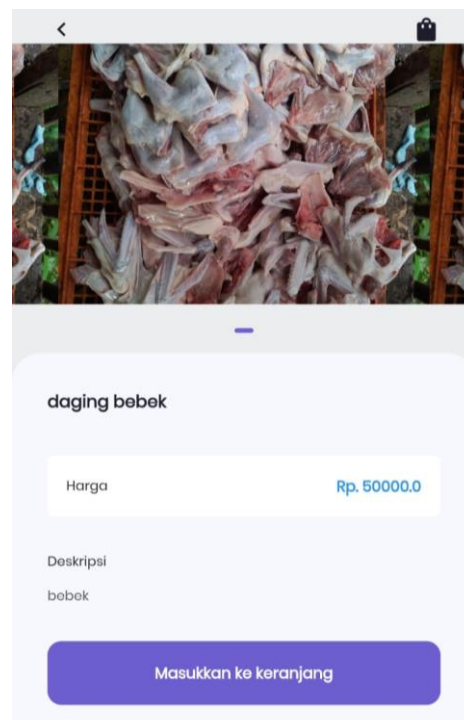 daging bebek
Harga Rp. 50000.0
Deskripsi
bebek
Masukkan ke keranjang